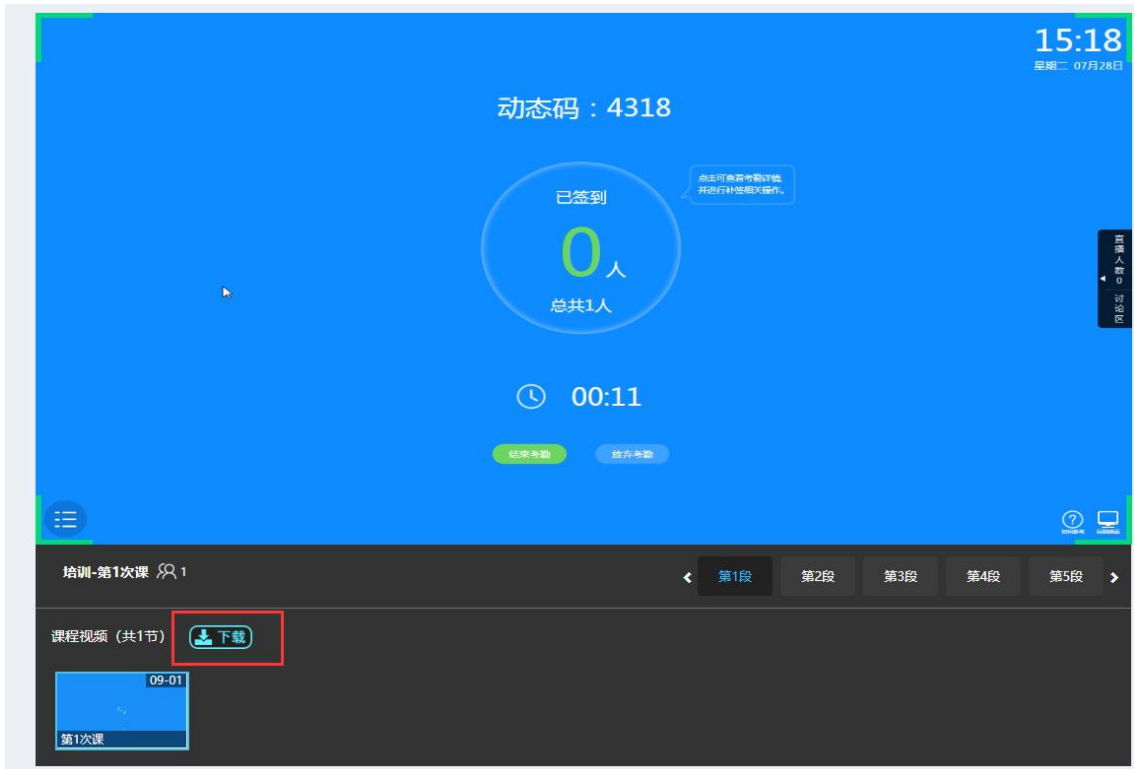 15:18
星期二 07月28日
动态码：4318
点击可查看考勤详情,
并进行补签相关操作。
已签到
0人
总共1人
直播人数0
讨论区
00:11
结束考勤
放弃考勤
培训-第1次课 1
第1段
第2段
第3段
第4段
第5段
课程视频（共1节）
下载
09-01
第1次课